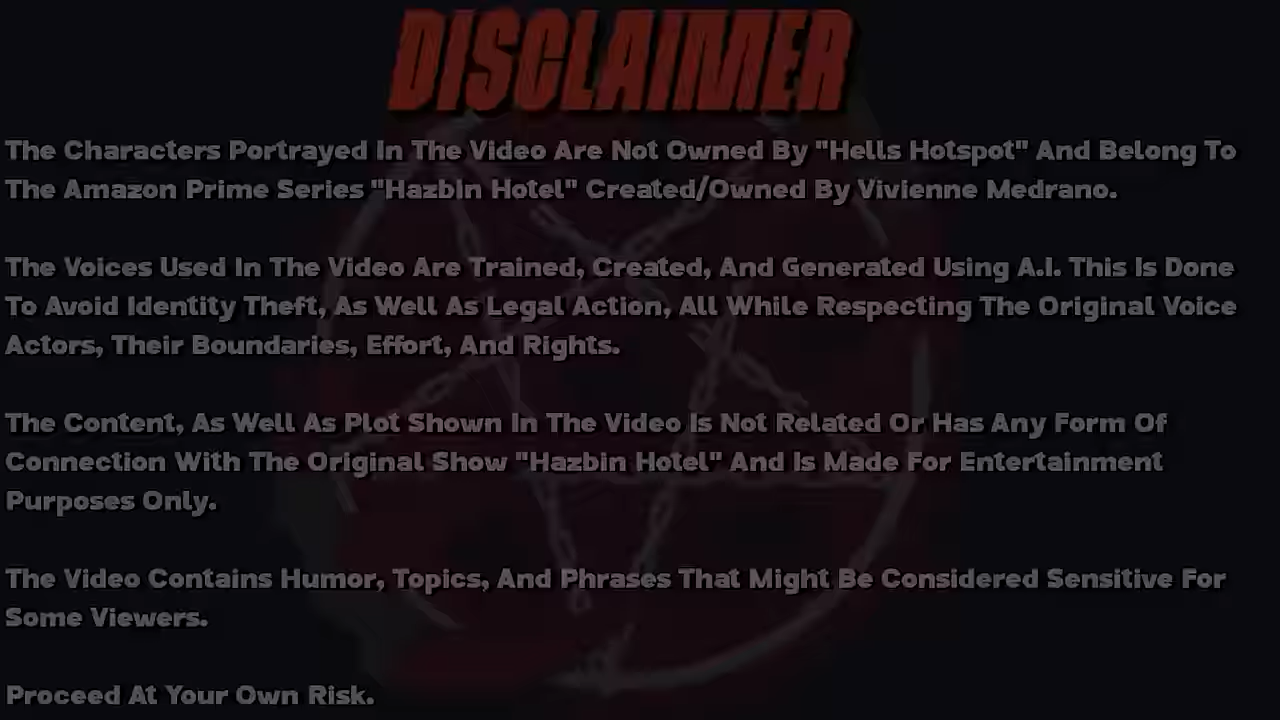 DISCLAIMER
The Characters Portrayed In The Video Are Not Owned By "Hells Hotspot" And Belong To
The Amazon Prime Series "Hazbin Hotel" Created/Owned By Vivienne Medrano.
The Voices Used In The Video Are Trained, Created, And Generated Using A.I. This Is Done
To Avoid Identity Theft, As Well As Legal Action, All While Respecting The Original Voice
Actors, Their Boundaries, Effort, And Rights.
The Content, As Well As Plot Shown In The Video Is Not Related Or Has Any Form Of
Connection With The Original Show "Hazbin Hotel" And Is Made For Entertainment
Purposes Only.
The Video Contains Humor, Topics, And Phrases That Might Be Considered Sensitive For
Some Viewers.
Proceed At Your Own Risk.